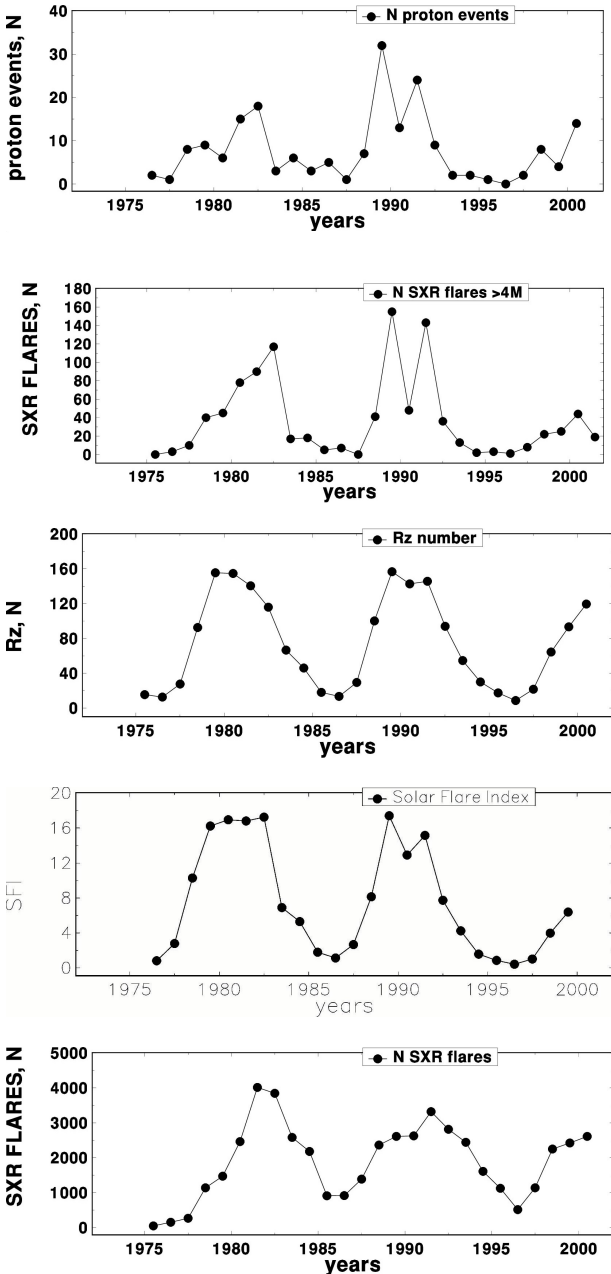 N proton events
proton events, N
40
30
20
10
0
1975 1980 1985 1990 1995 2000
years
N SXR flares >4M
SXR FLARES, N
180
160
140
120
100
80
60
40
20
0
1975 1980 1985 1990 1995 2000
years
Rz number
Rz, N
200
160
120
80
40
0
1975 1980 1985 1990 1995 2000
years
Solar Flare Index
SFI
20
16
12
8
4
0
1975 1980 1985 1990 1995 2000
years
N SXR flares
SXR FLARES, N
5000
4000
3000
2000
1000
0
1975 1980 1985 1990 1995 2000
years